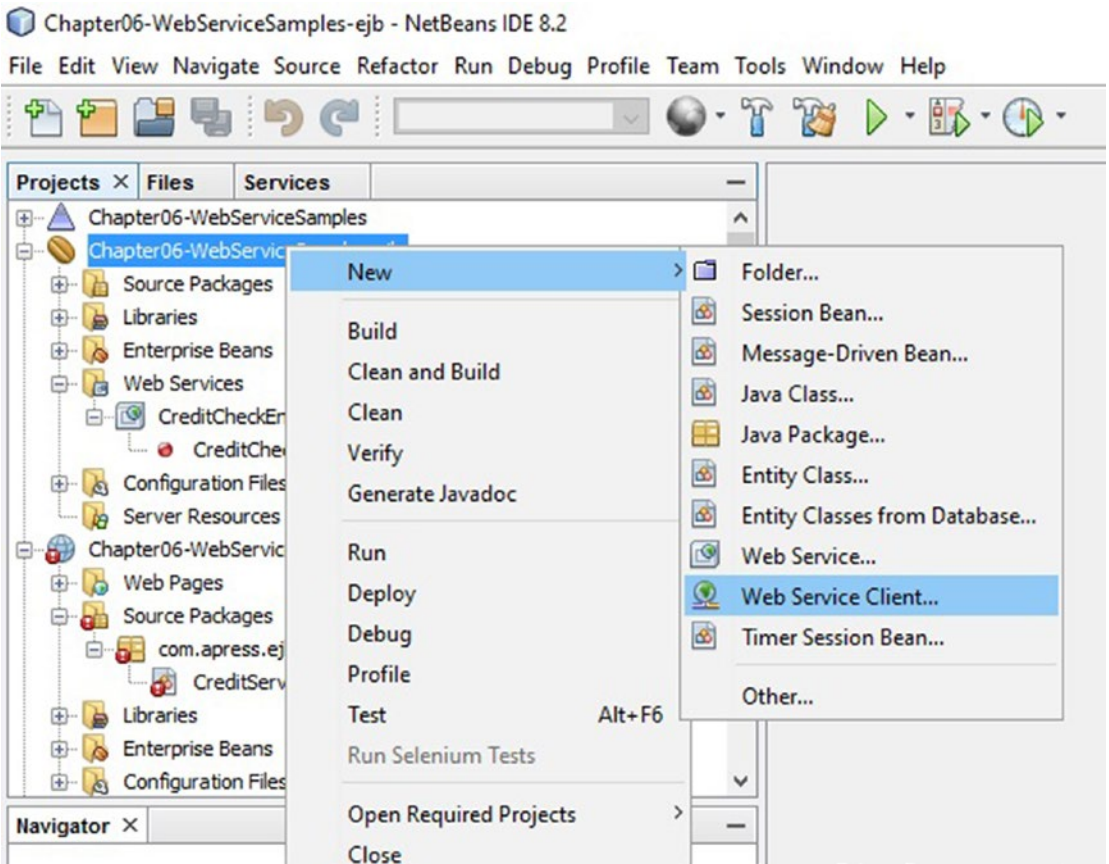 Chapter06-WebServiceSamples-ejb - NetBeans IDE 8.2
File Edit View Navigate Source Refactor Run Debug Profile Team Tools Window Help
Projects Files Services
Chapter06-WebServiceSamples
Chapter06-WebServic
Source Packages
Libraries
Enterprise Beans
Web Services
CreditCheckEn
CreditChe
Configuration Files
Server Resources
Chapter06-WebServic
Web Pages
Source Packages
com.apress.ej
CreditServ
Libraries
Enterprise Beans
Configuration Files
Navigator
New
Build
Clean and Build
Clean
Verify
Generate Javadoc
Run
Deploy
Debug
Profile
Test Alt+F6
Run Selenium Tests
Open Required Projects
Close
Folder...
Session Bean...
Message-Driven Bean...
Java Class...
Java Package...
Entity Class...
Entity Classes from Database...
Web Service...
Web Service Client...
Timer Session Bean...
Other...